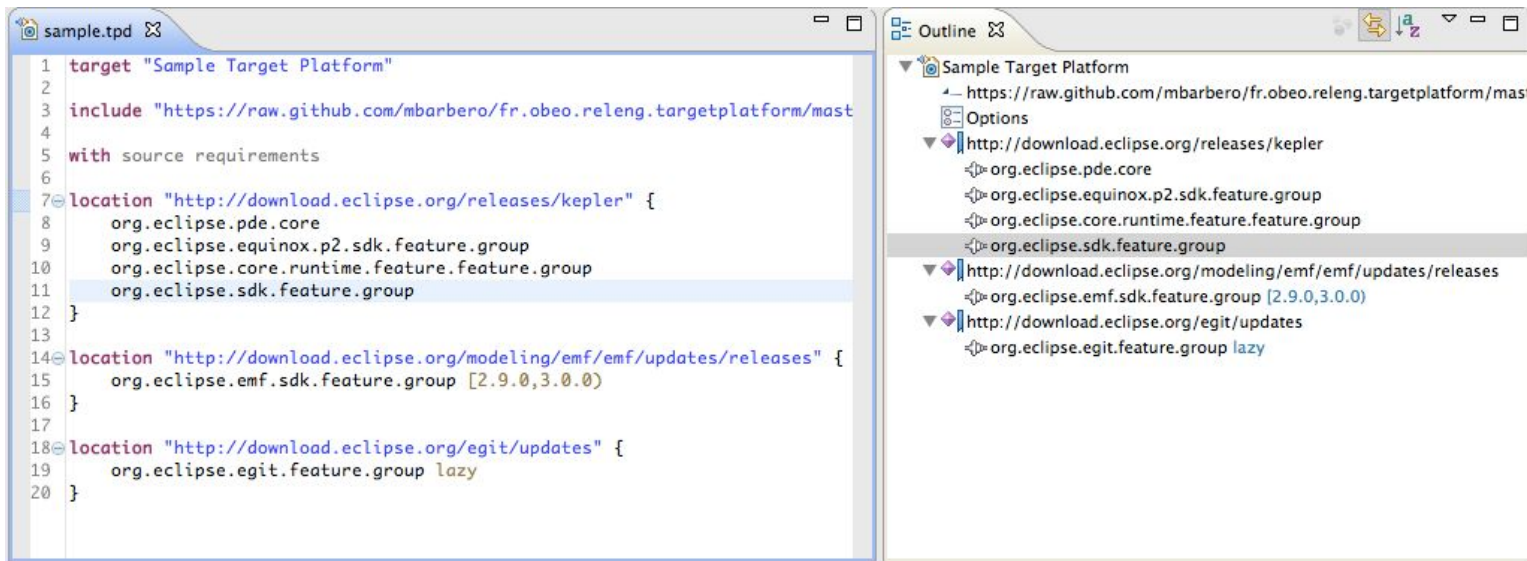 sample.tpd
1 target "Sample Target Platform"
2
3 include "https://raw.github.com/mbarbero/fr.obeo.releng.targetplatform/mast
4
5 with source requirements
6
7 location "http://download.eclipse.org/releases/kepler" {
8 org.eclipse.pde.core
9 org.eclipse.equinox.p2.sdk.feature.group
10 org.eclipse.core.runtime.feature.feature.group
11 org.eclipse.sdk.feature.group
12 }
13
14 location "http://download.eclipse.org/modeling/emf/emf/updates/releases" {
15 org.eclipse.emf.sdk.feature.group [2.9.0,3.0.0)
16 }
17
18 location "http://download.eclipse.org/egit/updates" {
19 org.eclipse.egit.feature.group lazy
20 }
Outline
a
z
Sample Target Platform
https://raw.github.com/mbarbero/fr.obeo.releng.targetplatform/mast
Options
http://download.eclipse.org/releases/kepler
org.eclipse.pde.core
org.eclipse.equinox.p2.sdk.feature.group
org.eclipse.core.runtime.feature.feature.group
org.eclipse.sdk.feature.group
http://download.eclipse.org/modeling/emf/emf/updates/releases
org.eclipse.emf.sdk.feature.group [2.9.0,3.0.0)
http://download.eclipse.org/egit/updates
org.eclipse.egit.feature.group lazy